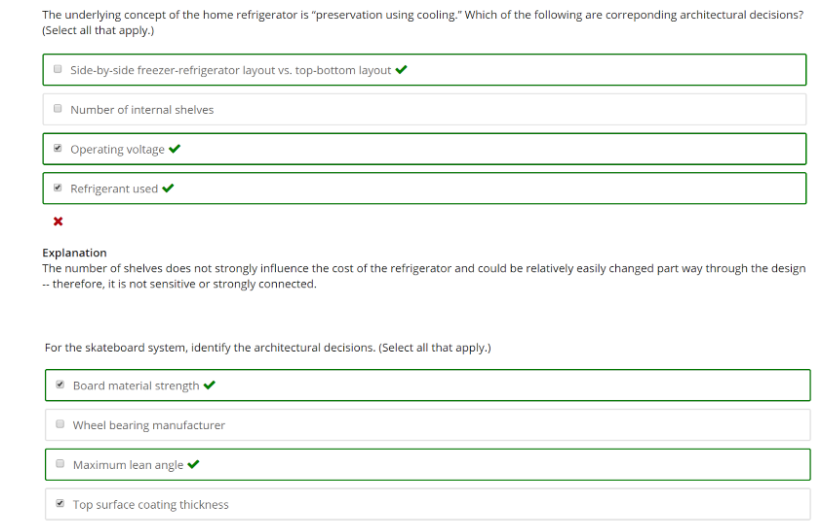 The underlying concept of the home refrigerator is "preservation using cooling." Which of the following are correponding architectural decisions?
(Select all that apply.)
Side-by-side freezer-refrigerator layout vs. top-bottom layout ✔
Number of internal shelves
Operating voltage ✔
Refrigerant used ✔
✖
Explanation
The number of shelves does not strongly influence the cost of the refrigerator and could be relatively easily changed part way through the design
-- therefore, it is not sensitive or strongly connected.
For the skateboard system, identify the architectural decisions. (Select all that apply.)
Board material strength ✔
Wheel bearing manufacturer
Maximum lean angle ✔
Top surface coating thickness